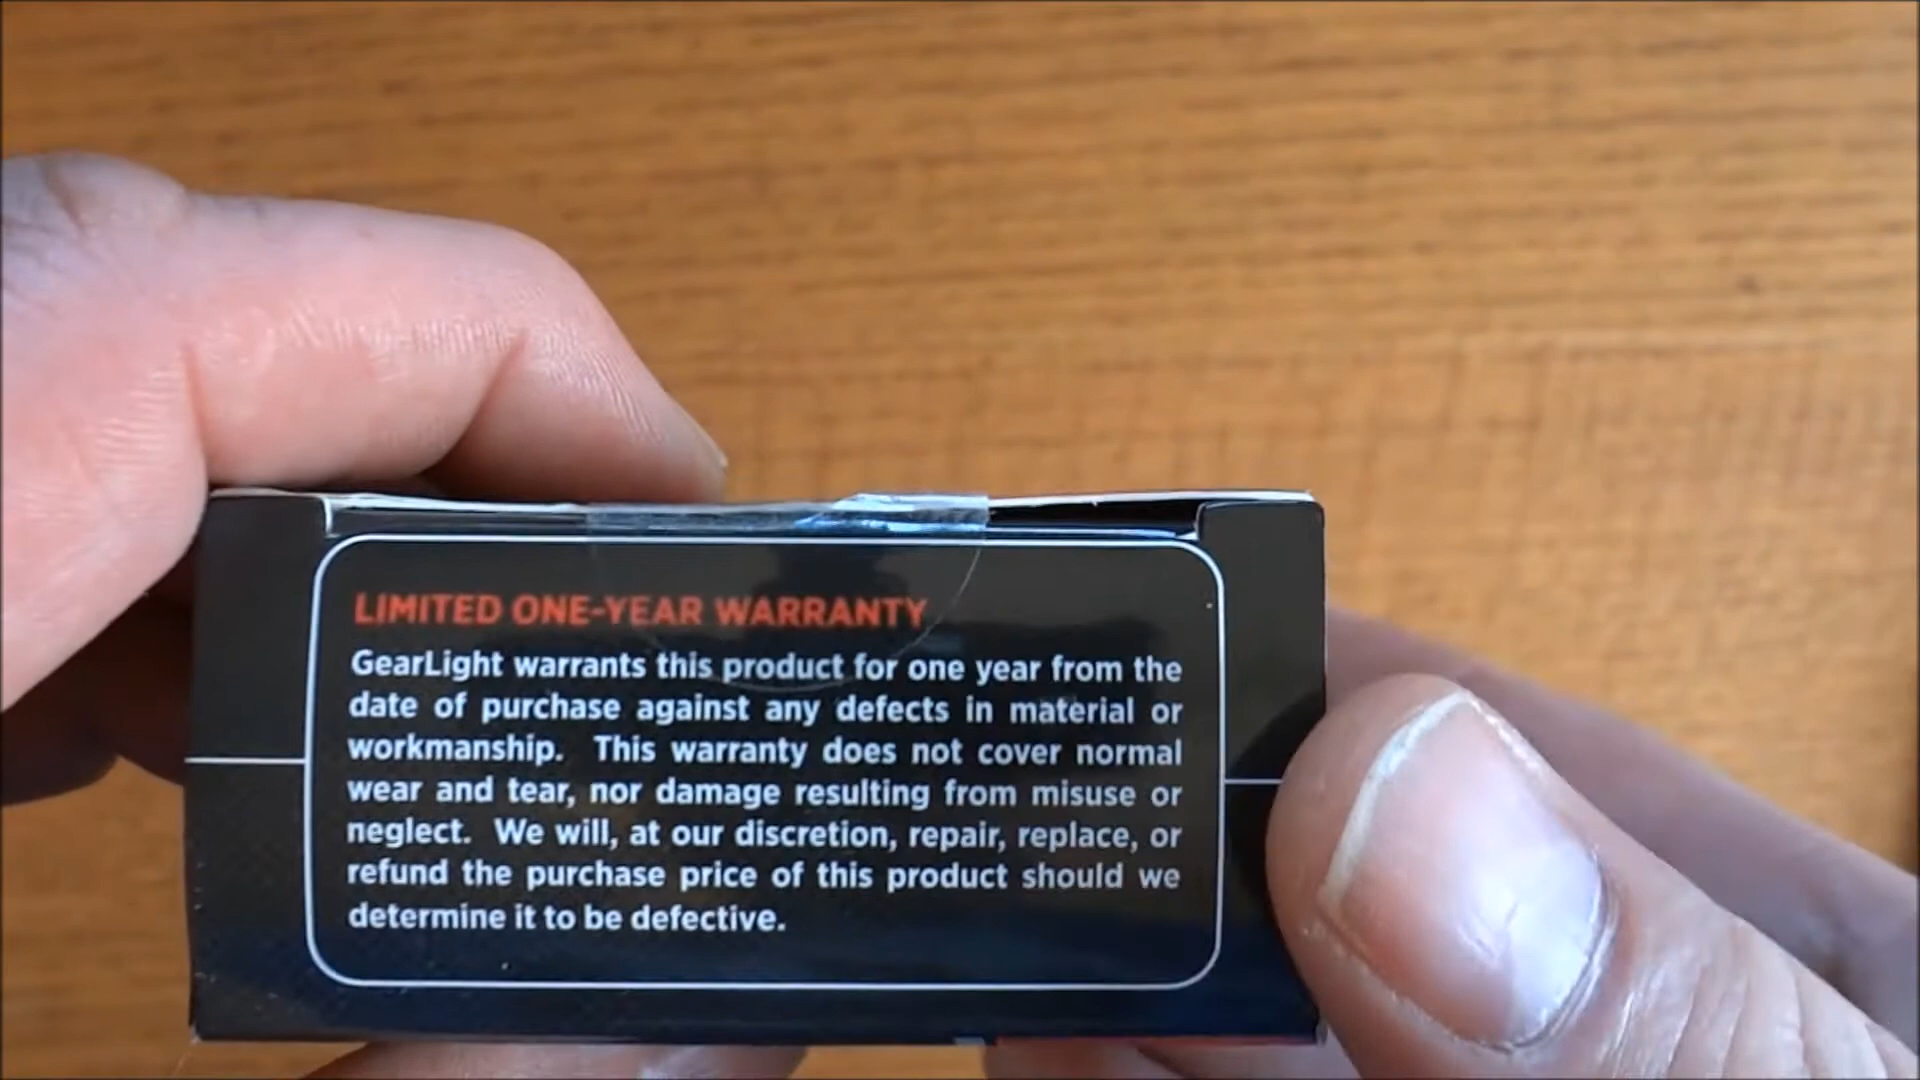 LIMITED ONE-YEAR WARRANTY
GearLight warrants this product for one year from the
date of purchase against any defects in material or
workmanship. This warranty does not cover normal
wear and tear, nor damage resulting from misuse or
neglect. We will, at our discretion, repair, replace, or
refund the purchase price of this product should we
determine it to be defective.